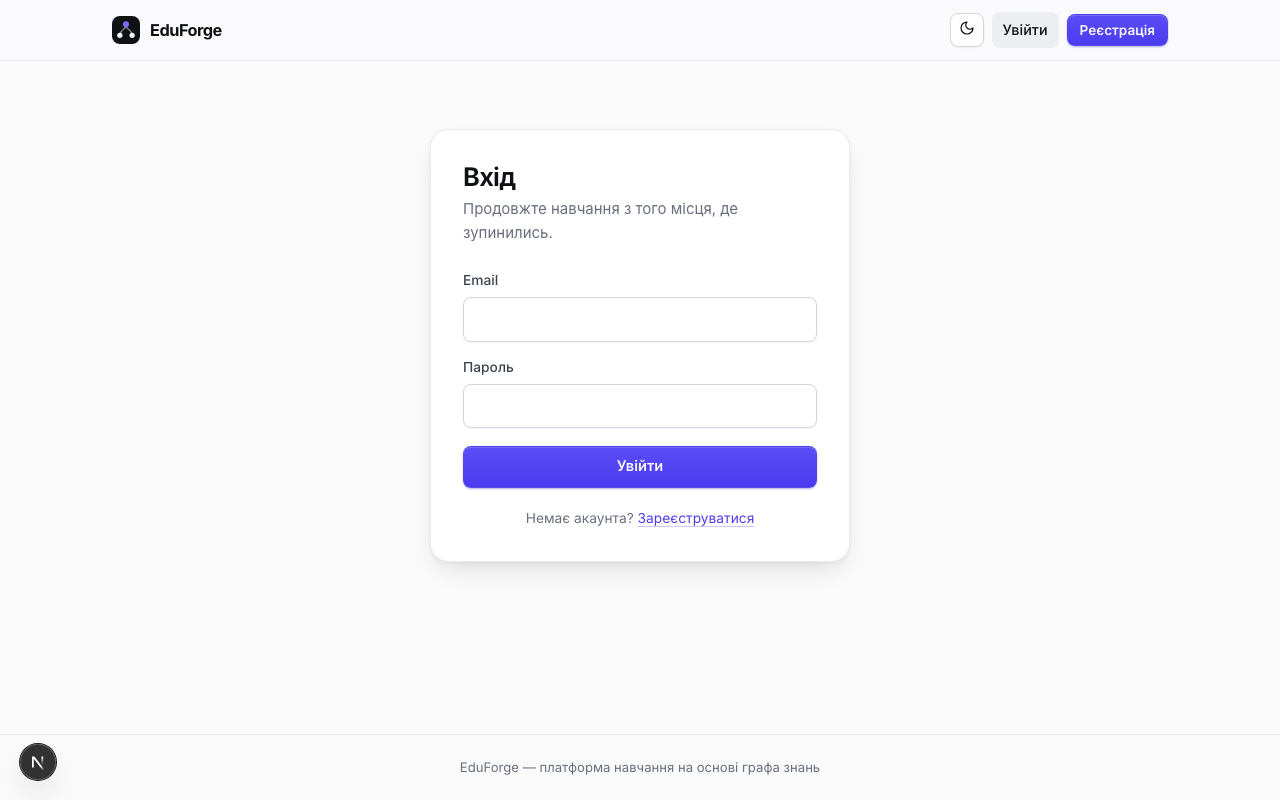 EduForge
Увійти
Реєстрація
Вхід
Продовжте навчання з того місця, де
зупинились.
Email
Пароль
Увійти
Немає акаунта? Зареєструватися
N
EduForge — платформа навчання на основі графа знань